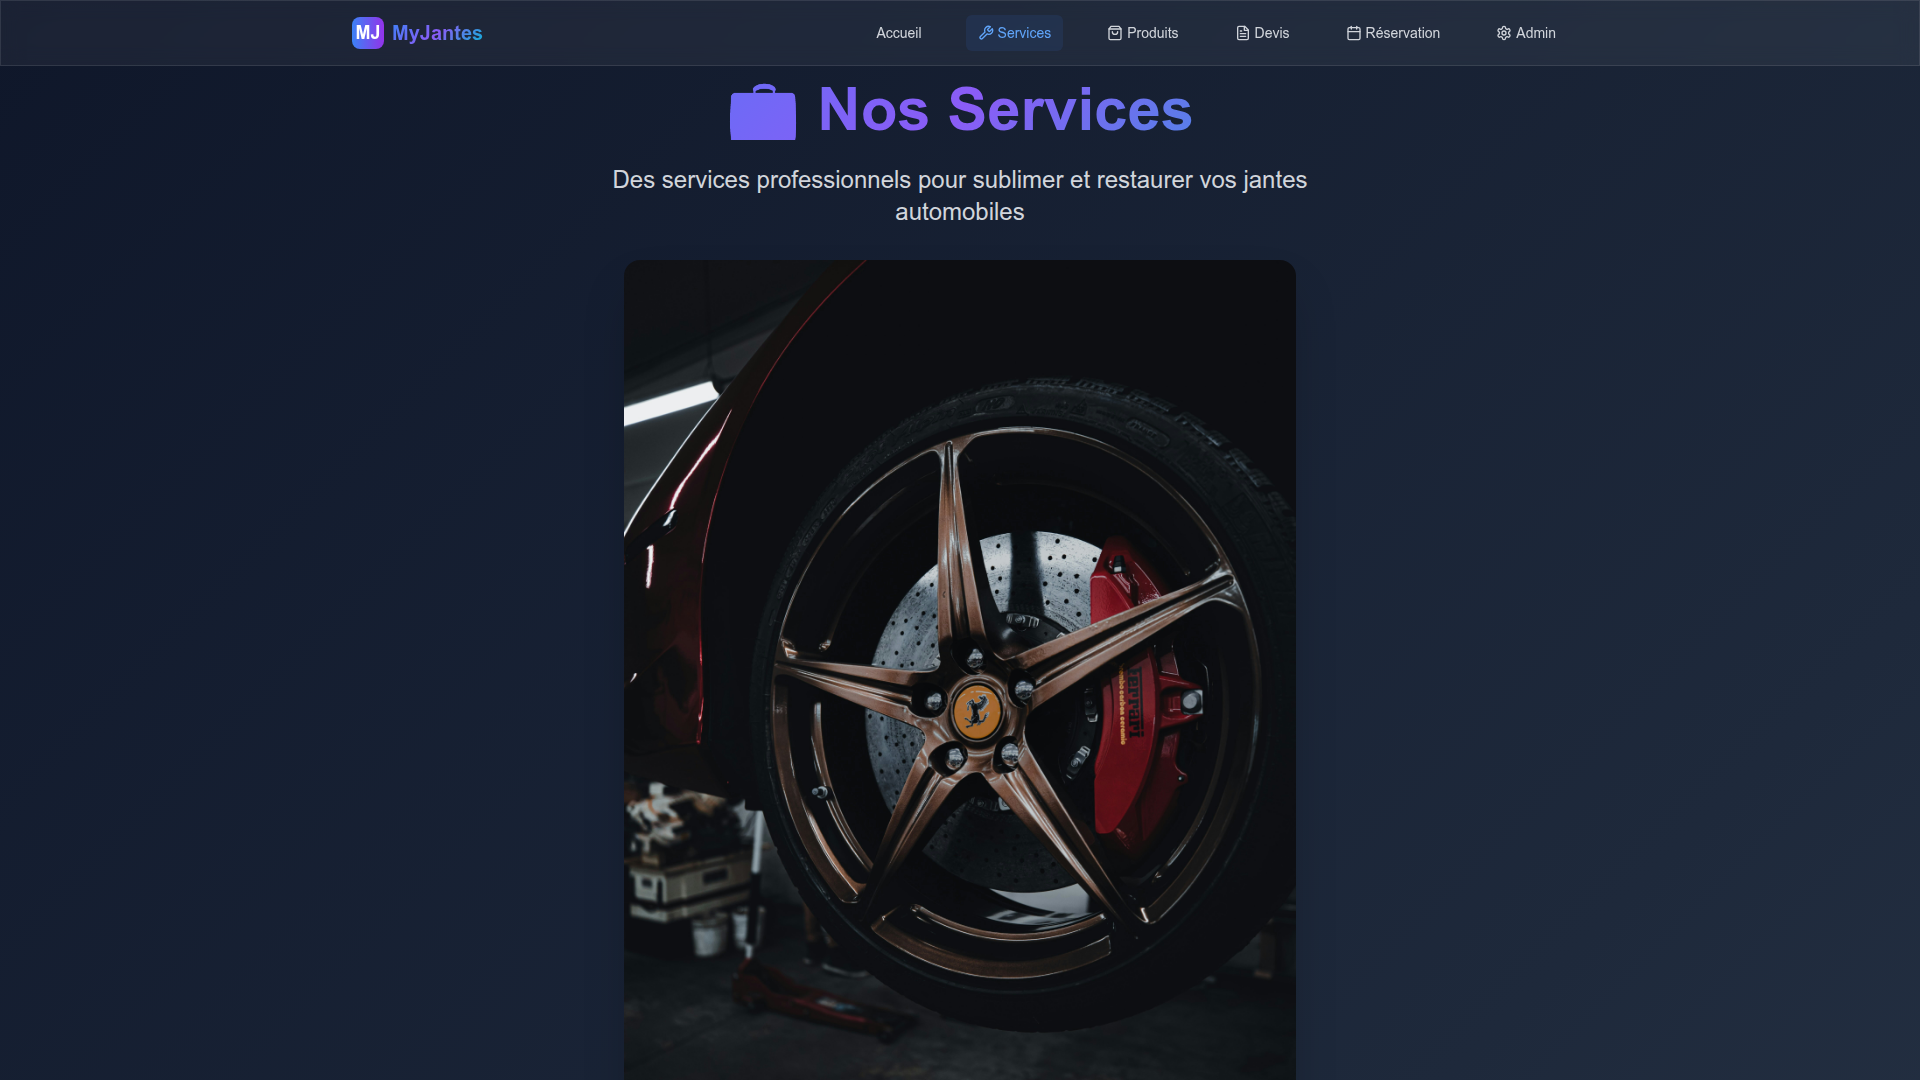 MJ MyJantes
Accueil
Services
Produits
Devis
Réservation
Admin
Nos Services
Des services professionnels pour sublimer et restaurer vos jantes
automobiles
Ferrari